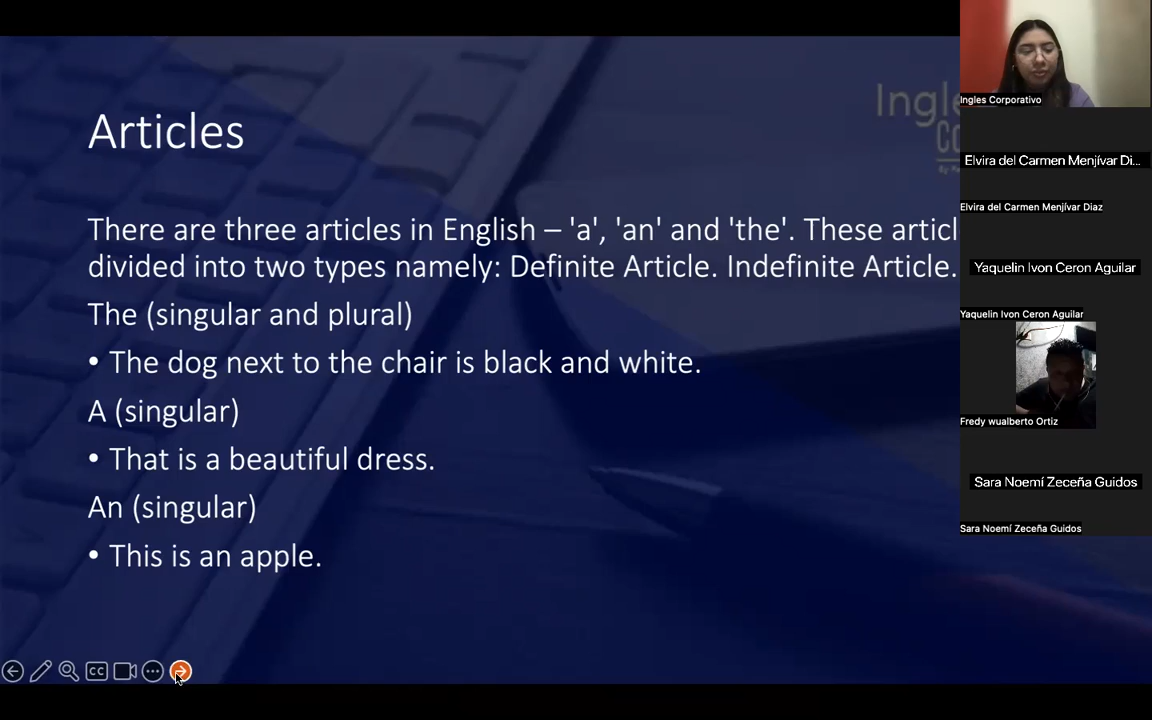 Articles
There are three articles in English – 'a', 'an' and 'the'. These
divided into two types namely: Definite Article. Indefinite Article.
The (singular and plural)
• The dog next to the chair is black and white.
A (singular)
• That is a beautiful dress.
An (singular)
• This is an apple.
CC
Ingles Corporativo
Elvira del Carmen Menjívar Di...
Elvira del Carmen Menjívar Diaz
Yaquelin Ivon Ceron Aguilar
Yaquelin Ivon Ceron Aguilar
Fredy wualberto Ortiz
Sara Noemí Zeceña Guidos
Sara Noemí Zeceña Guidos